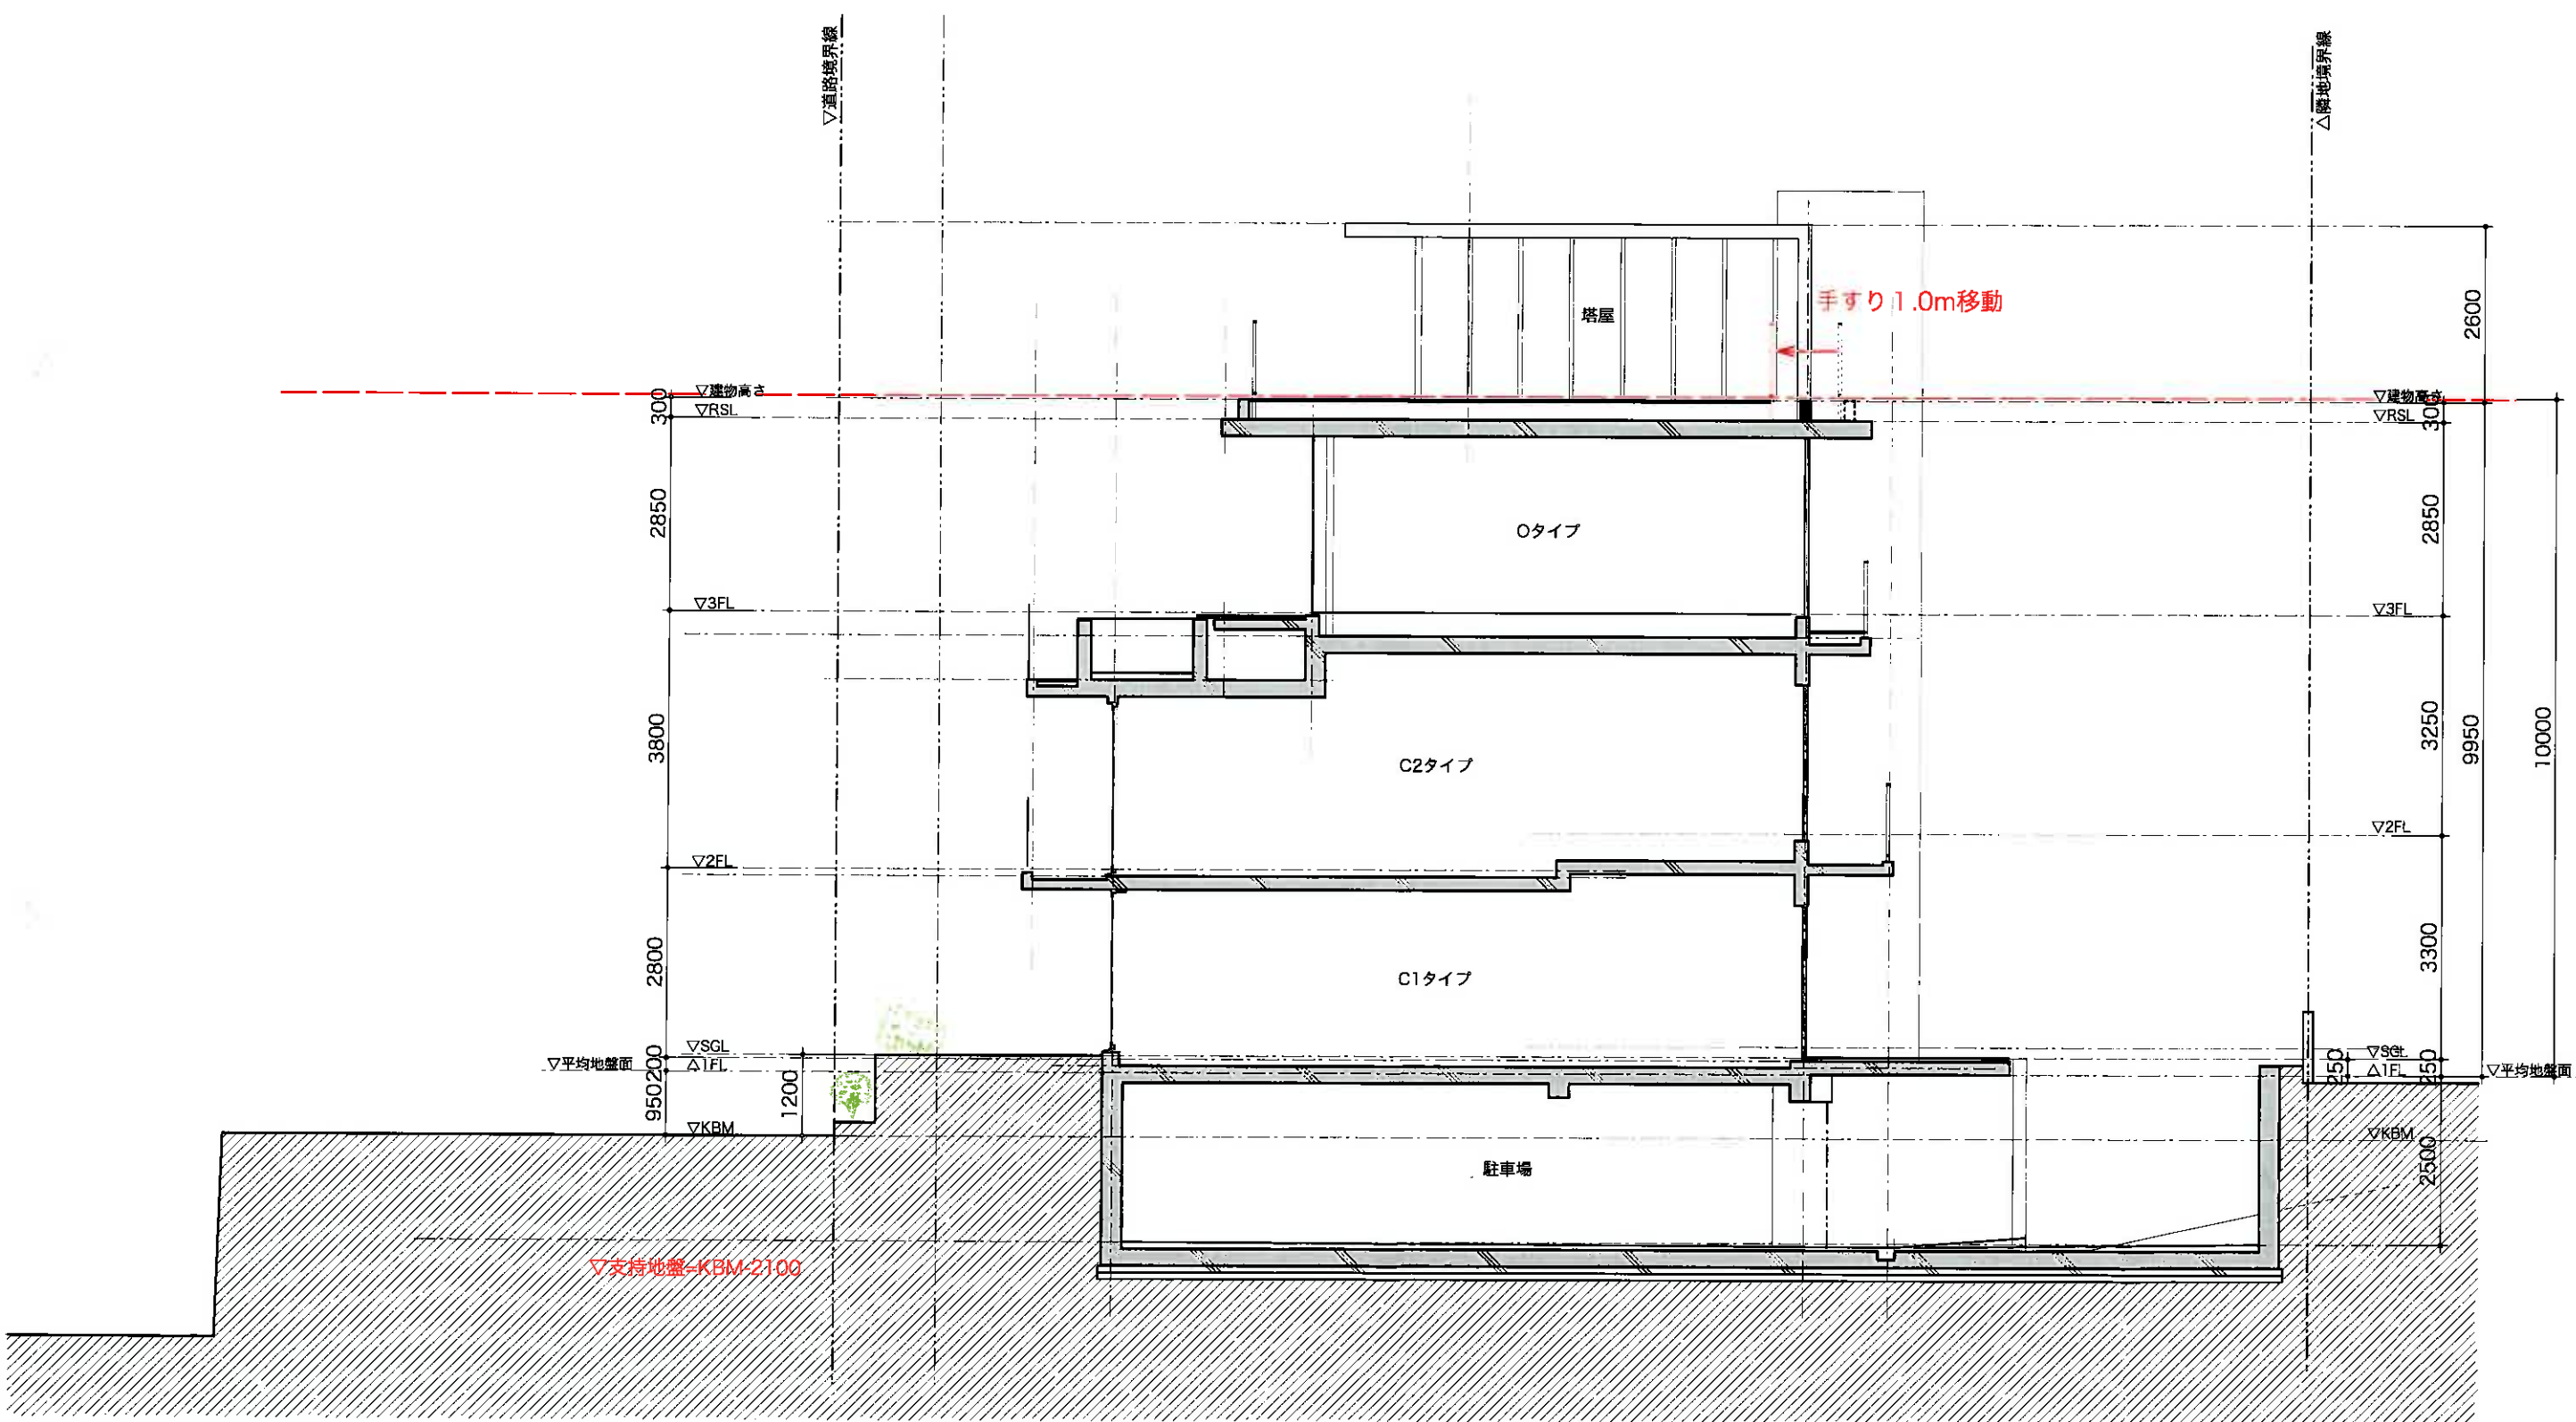 ▽道路境界線
△隣地境界線
2600
塔屋
手すり1.0m移動
▽建物高さ
▽RSL
300
▽建物高さ
▽RSL
300
2850
Oタイプ
2850
▽3FL
▽3FL
3800
C2タイプ
3250
9950
10000
▽2FL
▽2FL
2800
C1タイプ
3300
▽平均地盤面
▽SGL
△1FL
200
950
1200
▽KBM
250
▽SGL
△1FL
250
▽平均地盤面
▽KBM
2500
駐車場
▽支持地盤=KBM-2100